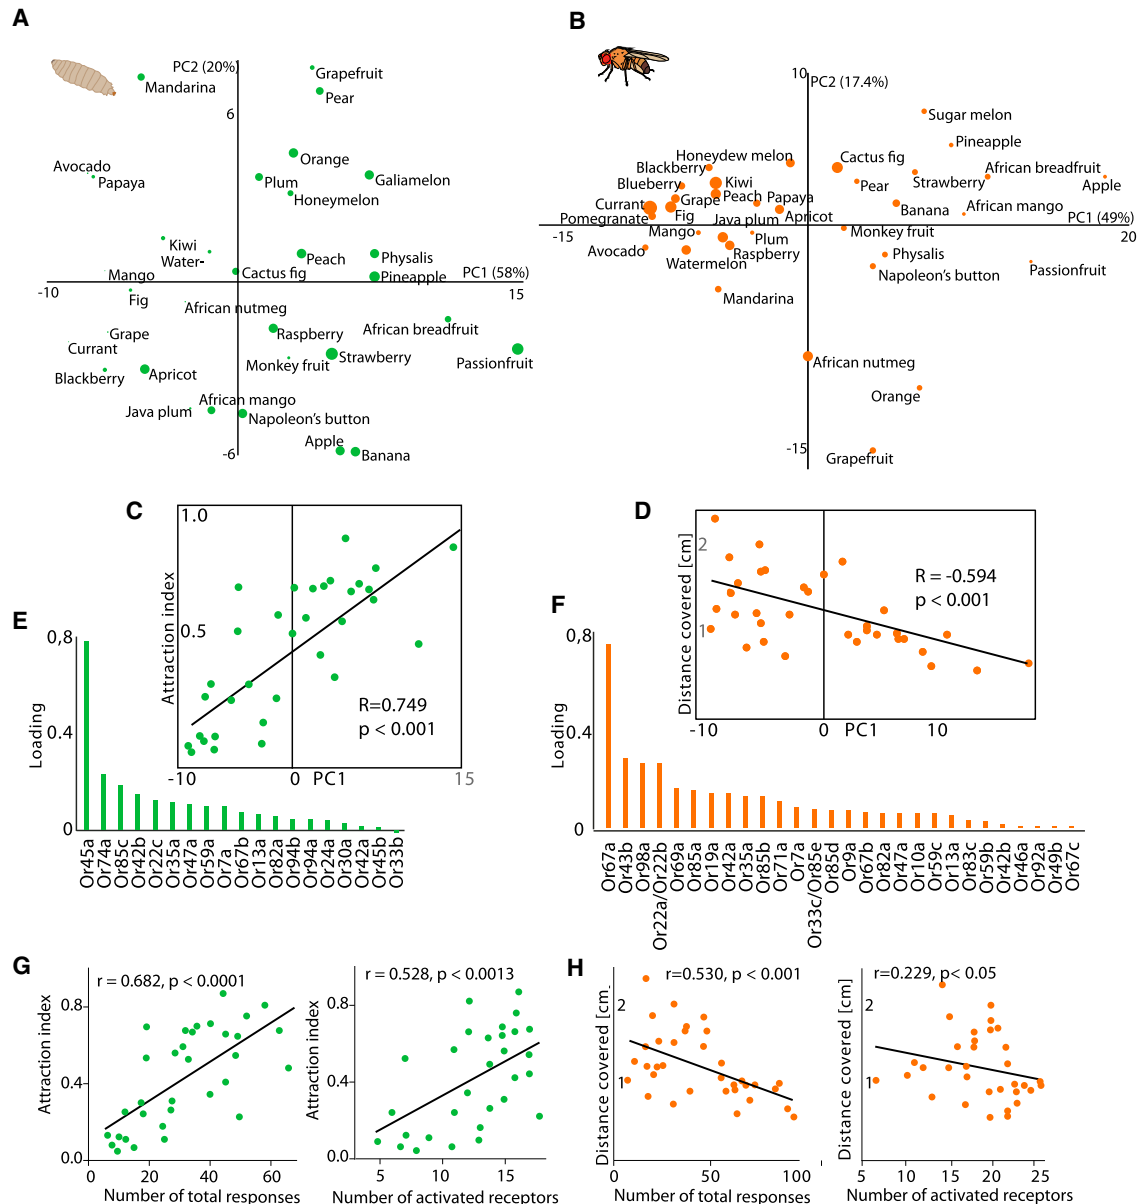 A
PC2 (20%)
Grapefruit
Mandarina
Pear
6
Orange
Avocado
Papaya
Plum
Galiamelon
Honeymelon
Kiwi
Water-
Peach
Physalis
Mango
Cactus fig
Pineapple
PC1 (58%)
-10
15
Fig
African nutmeg
Grape
Raspberry
African breadfruit
Currant
Strawberry
Monkey fruit
Passionfruit
Blackberry
Apricot
Java plum
African mango
Napoleon’s button
Apple
Banana
-6
B
10
PC2 (17.4%)
Sugar melon
Pineapple
Honeydew melon
Cactus fig
Blackberry
African breadfruit
Blueberry
Kiwi
Pear
Strawberry
Apple
Currant
Grape
Peach
Papaya
Banana
African mango
Pomegranate
Fig
Java plum
Apricot
PC1 (49%)
-15
Mango
Monkey fruit
20
Avocado
Plum
Raspberry
Physalis
Watermelon
Napoleon’s button
Passionfruit
Mandarina
African nutmeg
Orange
-15
Grapefruit
C
1.0
0.5
Attraction index
R=0.749
p < 0.001
-10
0
PC1
15
D
Distance covered [cm]
2
1
R = -0.594
p < 0.001
-10
0
PC1
10
E
0,8
0.4
0
Loading
Or45a
Or74a
Or85c
Or42b
Or22c
Or35a
Or47a
Or59a
Or7a
Or67b
Or13a
Or82a
Or94b
Or94a
Or24a
Or30a
Or42a
Or45b
Or33b
F
0,8
0.4
0
Loading
Or67a
Or43b
Or98a
Or22a/Or22b
Or69a
Or85a
Or19a
Or42a
Or35a
Or85b
Or71a
Or7a
Or33c/Or85e
Or85d
Or9a
Or67b
Or82a
Or47a
Or10a
Or59c
Or13a
Or83c
Or59b
Or42b
Or46a
Or92a
Or49b
Or67c
G
r = 0.682, p < 0.0001
Attraction index
0.8
0.4
0.0
0
20
40
60
Number of total responses
r = 0.528, p < 0.0013
Attraction index
0.8
0.4
0.0
5
10
15
Number of activated receptors
H
r=0.530, p < 0.001
Distance covered [cm]
2
1
0
50
100
Number of total responses
r=0.229, p< 0.05
Distance covered [cm]
2
1
5
10
15
20
25
Number of activated receptors